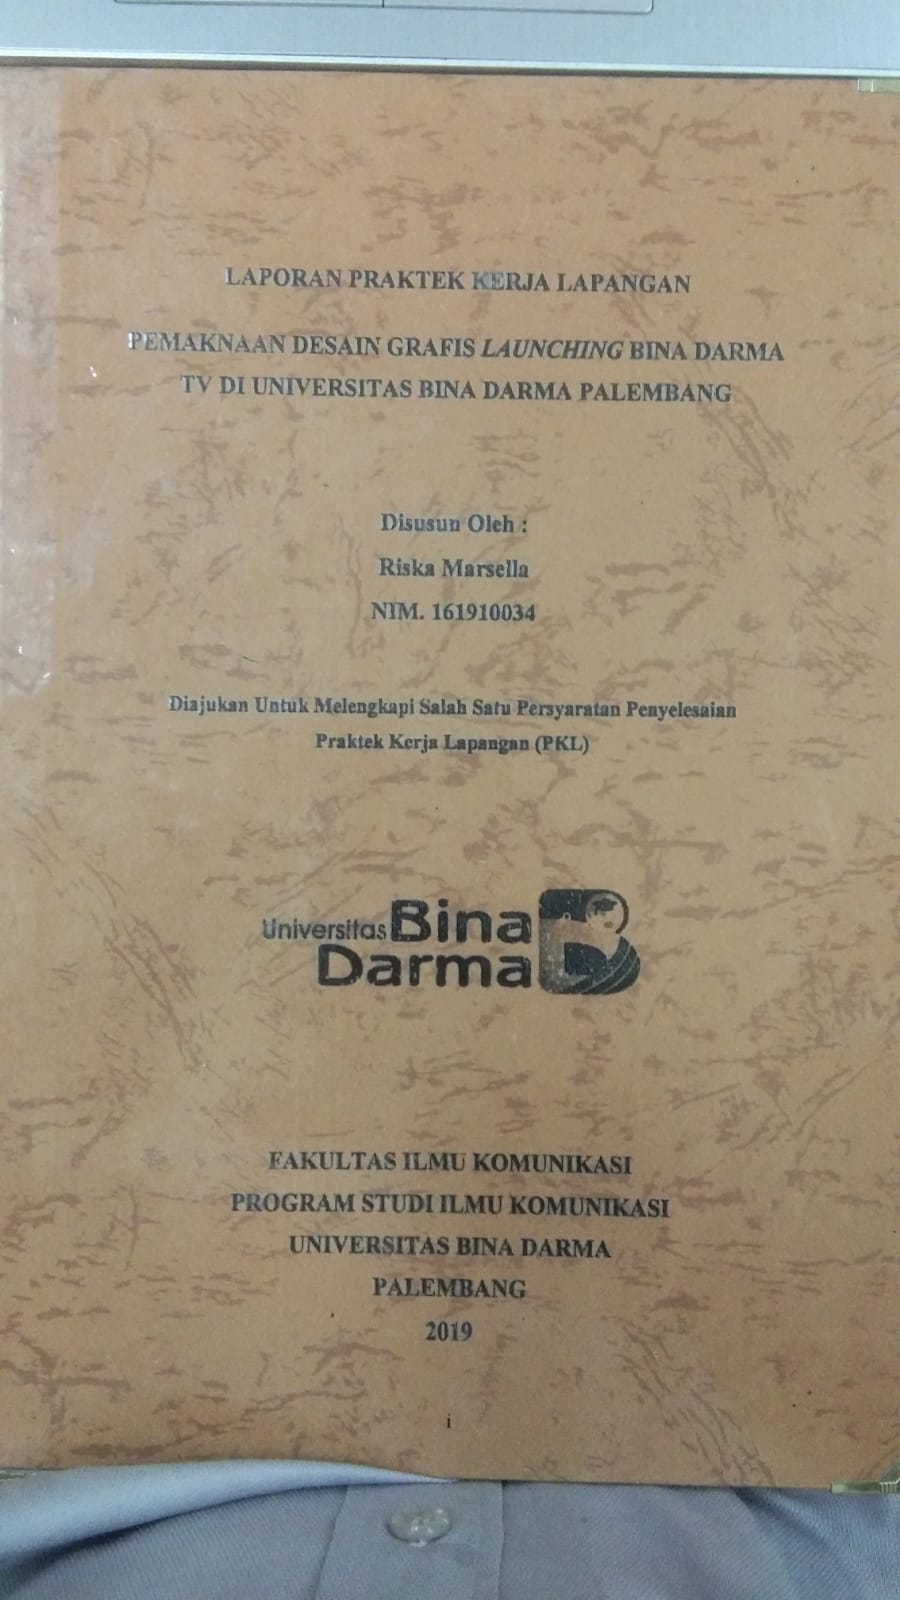 LAPORAN PRAKTEK KERJA LAPANGAN
PEMAKNAAN DESAIN GRAFIS LAUNCHING BINA DARMA
TV DI UNIVERSITAS BINA DARMA PALEMBANG
Disusun Oleh :
Riska Marsella
NIM. 161910034
Diajukan Untuk Melengkapi Salah Satu Persyaratan Penyelesaian
Praktek Kerja Lapangan (PKL)
Universitas Bina
Darma
FAKULTAS ILMU KOMUNIKASI
PROGRAM STUDI ILMU KOMUNIKASI
UNIVERSITAS BINA DARMA
PALEMBANG
2019
i